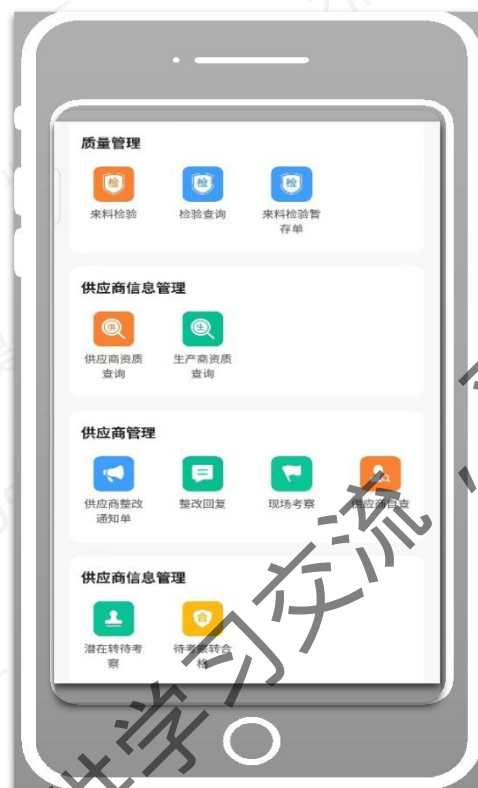 质量管理
来料检验
检验查询
来料检验暂
存单
供应商信息管理
供应商资质
查询
生产商资质
查询
供应商管理
供应商整改
通知单
整改回复
现场考察
供应商自查
供应商信息管理
潜在转待考
察
待考察转合
格
供学习交流,